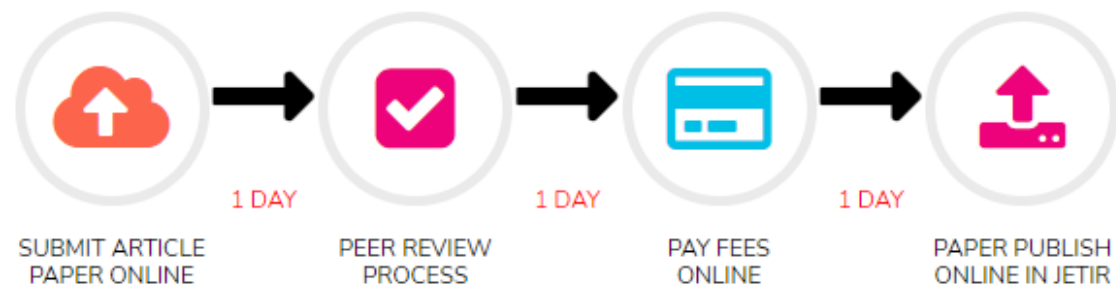 1 DAY
1 DAY
1 DAY
SUBMIT ARTICLE
PAPER ONLINE
PEER REVIEW
PROCESS
PAY FEES
ONLINE
PAPER PUBLISH
ONLINE IN JETIR